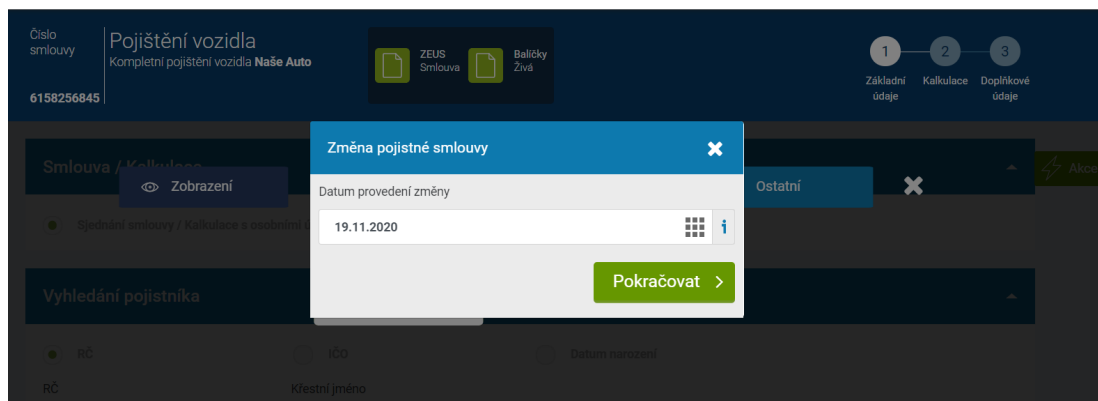 Číslo
smlouvy
6158256845
Pojištění vozidla
Kompletní pojištění vozidla Naše Auto
ZEUS
Smlouva
Balíčky
Živá
1
2
3
Základní
údaje
Kalkulace
Doplňkové
údaje
Změna pojistné smlouvy
Smlouva / Kalkulace
Zobrazení
Ostatní
Datum provedení změny
Sjednání smlouvy / Kalkulace s osobními
19.11.2020
i
Pokračovat
Vyhledání pojistníka
RČ
IČO
Datum narození
RČ
Křestní jméno